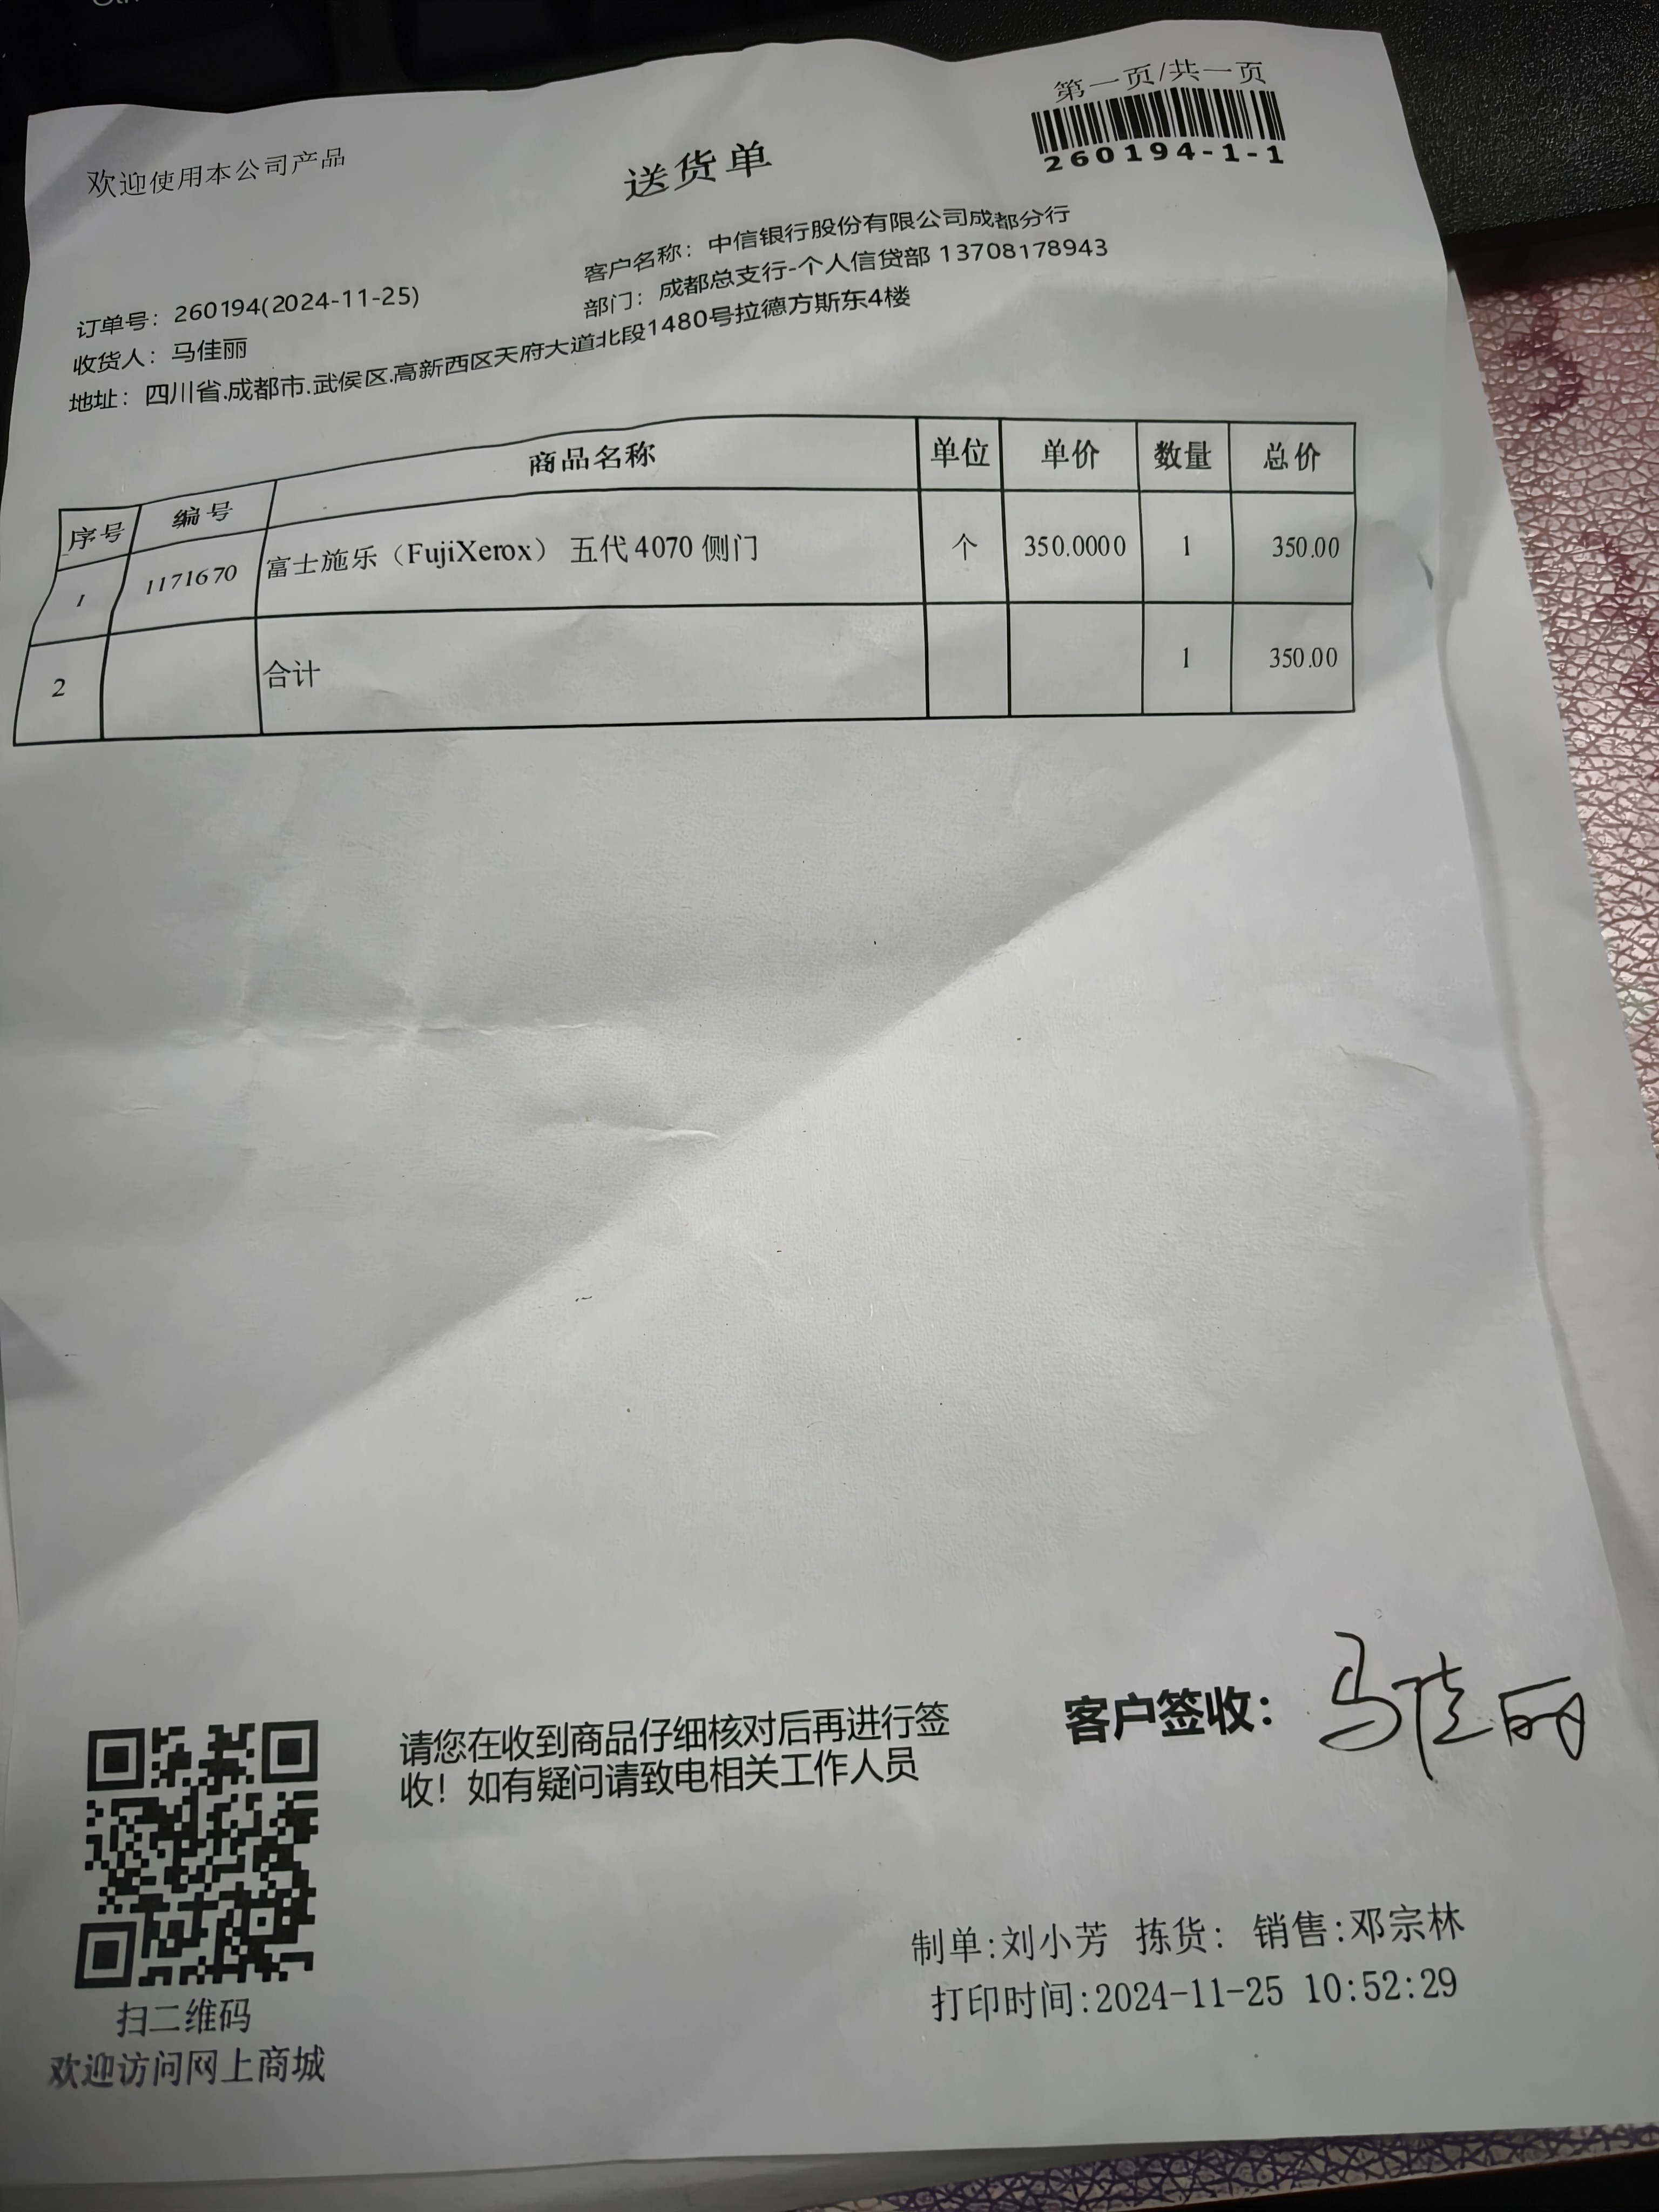 第一页/共一页
260194-1-1
欢迎使用本公司产品
送货单
客户名称：中信银行股份有限公司成都分行
订单号：260194(2024-11-25)
部门：成都总支行-个人信贷部 13708178943
收货人：马佳丽
地址：四川省.成都市.武侯区.高新西区天府大道北段1480号拉德方斯东4楼
序号 编号 商品名称 单位 单价 数量 总价
1 1171670 富士施乐（FujiXerox） 五代 4070 侧门 个 350.0000 1 350.00
2 合计 1 350.00
请您在收到商品仔细核对后再进行签
收！如有疑问请致电相关工作人员
客户签收：马佳丽
扫二维码
欢迎访问网上商城
制单:刘小芳 拣货: 销售:邓宗林
打印时间:2024-11-25 10:52:29